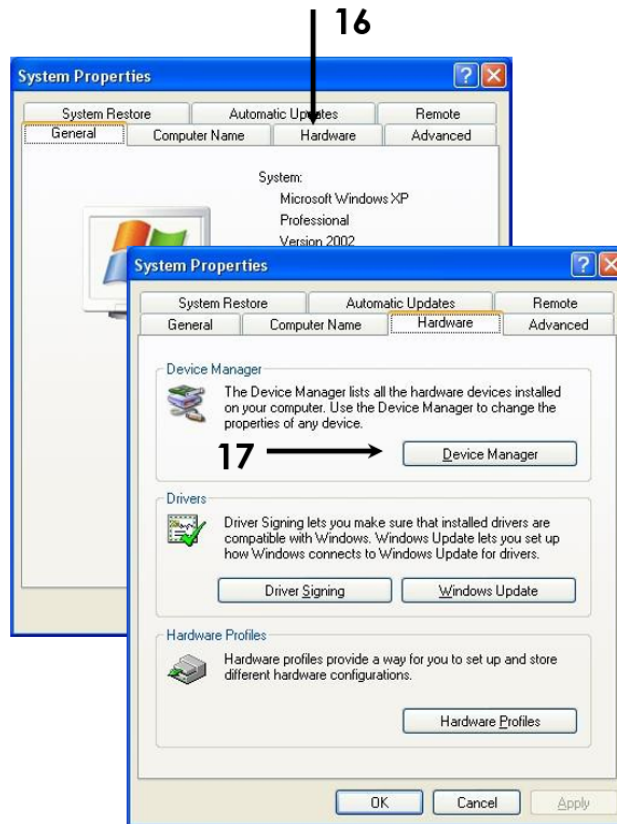 16
System Properties
System Restore Automatic Updates Remote
General Computer Name Hardware Advanced
System:
Microsoft Windows XP
Professional
Version 2002
System Properties
System Restore Automatic Updates Remote
General Computer Name Hardware Advanced
Device Manager
The Device Manager lists all the hardware devices installed
on your computer. Use the Device Manager to change the
properties of any device.
17
Device Manager
Drivers
Driver Signing lets you make sure that installed drivers are
compatible with Windows. Windows Update lets you set up
how Windows connects to Windows Update for drivers.
Driver Signing Windows Update
Hardware Profiles
Hardware profiles provide a way for you to set up and store
different hardware configurations.
Hardware Profiles
OK Cancel Apply